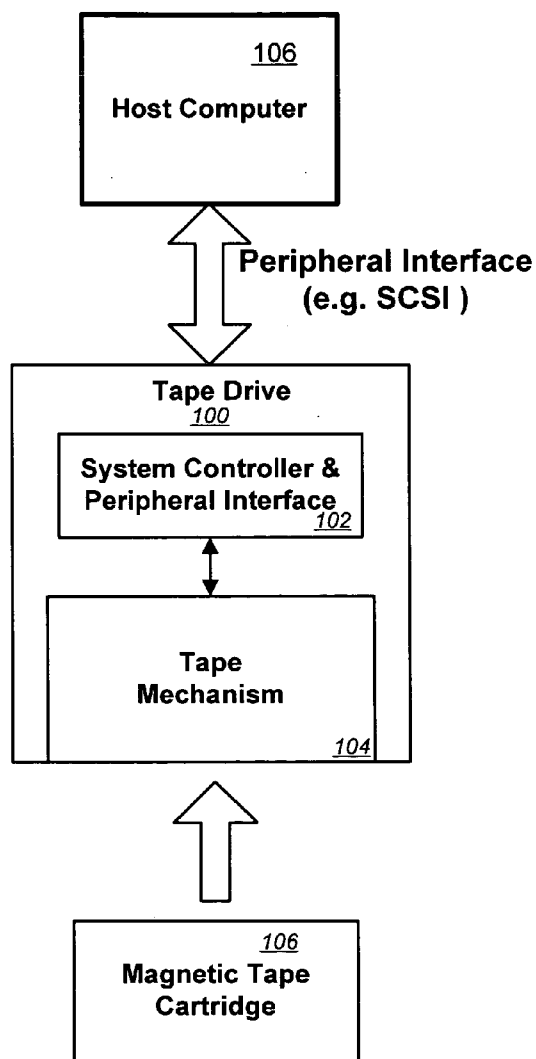 106
Host Computer
Peripheral Interface
(e.g. SCSI )
Tape Drive
100
System Controller &
Peripheral Interface
102
Tape
Mechanism
104
106
Magnetic Tape
Cartridge